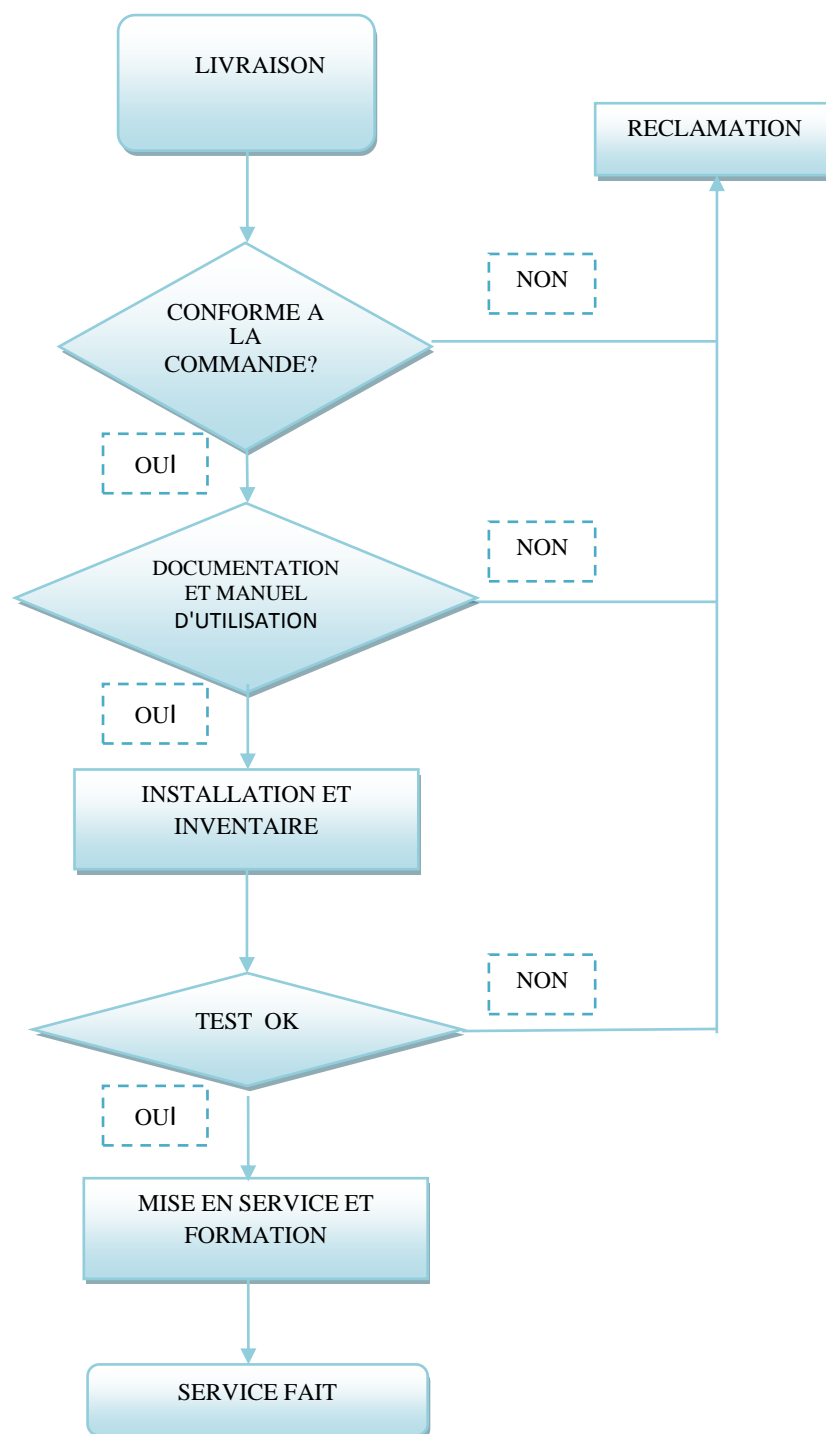 LIVRAISON
RECLAMATION
CONFORME A
LA
COMMANDE?
NON
OUI
DOCUMENTATION
ET MANUEL
D'UTILISATION
NON
OUI
INSTALLATION ET
INVENTAIRE
TEST OK
NON
OUI
MISE EN SERVICE ET
FORMATION
SERVICE FAIT